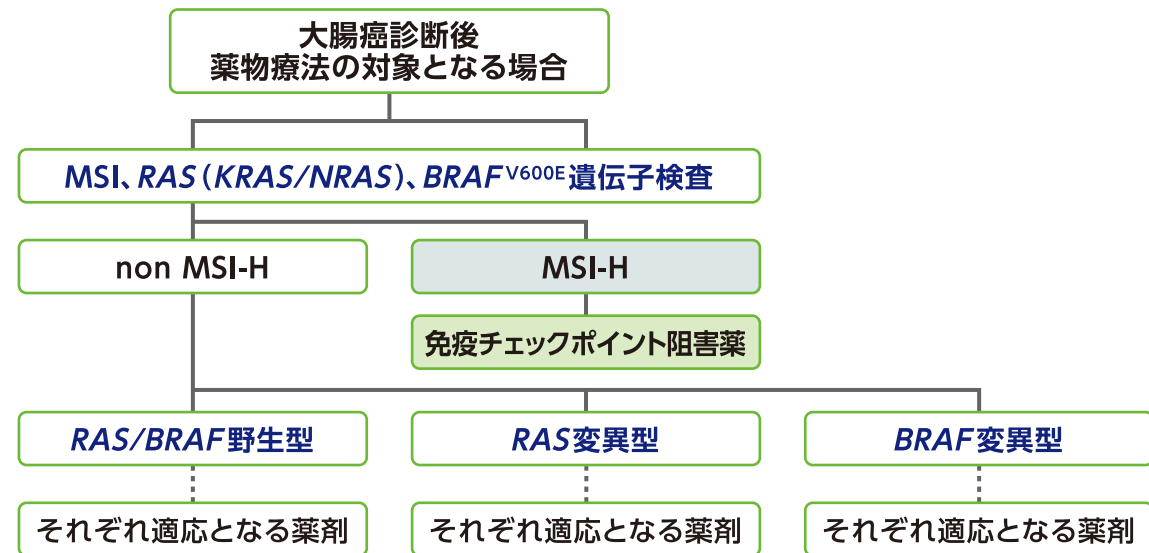 大腸癌診断後
薬物療法の対象となる場合
MSI、RAS（KRAS/NRAS）、BRAF V600E遺伝子検査
non MSI-H
MSI-H
免疫チェックポイント阻害薬
RAS/BRAF野生型
RAS変異型
BRAF変異型
それぞれ適応となる薬剤
それぞれ適応となる薬剤
それぞれ適応となる薬剤